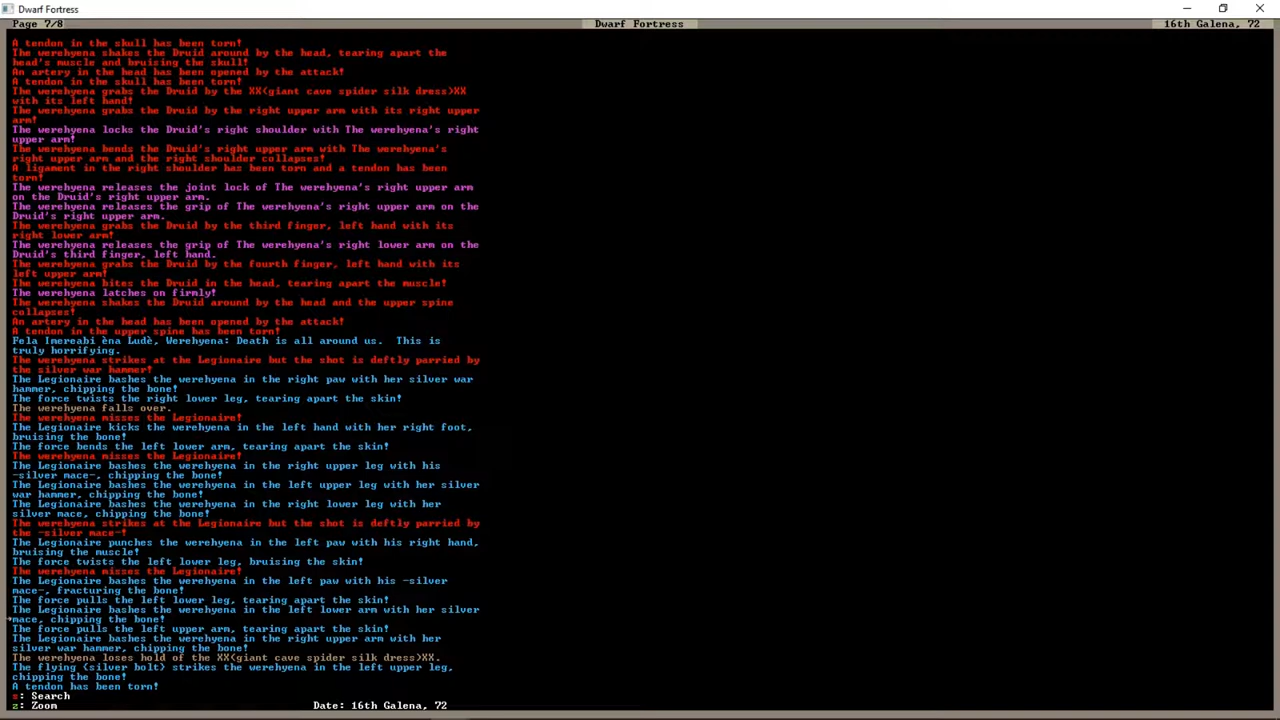 Dwarf Fortress
Page 7/8 Dwarf Fortress 16th Galena, 72
A tendon in the skull has been torn!
The werehyena shakes the Druid around by the head, tearing apart the
head's muscle and bruising the skull!
An artery in the head has been opened by the attack!
A tendon in the skull has been torn!
The werehyena grabs the Druid by the XX(giant cave spider silk dress)XX
with its left hand!
The werehyena grabs the Druid by the right upper arm with its right upper
arm!
The werehyena locks the Druid's right shoulder with The werehyena's right
upper arm!
The werehyena bends the Druid's right upper arm with The werehyena's
right upper arm and the right shoulder collapses!
A ligament in the right shoulder has been torn and a tendon has been
torn!
The werehyena releases the joint lock of The werehyena's right upper arm
on the Druid's right upper arm.
The werehyena releases the grip of The werehyena's right upper arm on the
Druid's right upper arm.
The werehyena grabs the Druid by the third finger, left hand with its
right lower arm!
The werehyena releases the grip of The werehyena's right lower arm on the
Druid's third finger, left hand.
The werehyena grabs the Druid by the fourth finger, left hand with its
left upper arm!
The werehyena bites the Druid in the head, tearing apart the muscle!
The werehyena latches on firmly!
The werehyena shakes the Druid around by the head and the upper spine
collapses!
An artery in the head has been opened by the attack!
A tendon in the upper spine has been torn!
Fela Imereabi èna Ludè, Werehyena: Death is all around us.  This is
truly horrifying.
The werehyena strikes at the Legionaire but the shot is deftly parried by
the silver war hammer!
The Legionaire bashes the werehyena in the right paw with her silver war
hammer, chipping the bone!
The force twists the right lower leg, tearing apart the skin!
The werehyena falls over.
The werehyena misses the Legionaire!
The Legionaire kicks the werehyena in the left hand with her right foot,
bruising the bone!
The force bends the left lower arm, tearing apart the skin!
The werehyena misses the Legionaire!
The Legionaire bashes the werehyena in the right upper leg with his
-silver mace-, chipping the bone!
The Legionaire bashes the werehyena in the left upper leg with her silver
war hammer, chipping the bone!
The Legionaire bashes the werehyena in the right lower leg with her
silver mace, chipping the bone!
The werehyena strikes at the Legionaire but the shot is deftly parried by
the -silver mace-!
The Legionaire punches the werehyena in the left paw with his right hand,
bruising the muscle!
The force twists the left lower leg, bruising the skin!
The werehyena misses the Legionaire!
The Legionaire bashes the werehyena in the left paw with his -silver
mace-, fracturing the bone!
The force pulls the left lower leg, tearing apart the skin!
The Legionaire bashes the werehyena in the left lower arm with her silver
→mace, chipping the bone!
The force pulls the left upper arm, tearing apart the skin!
The Legionaire bashes the werehyena in the right upper arm with her
silver war hammer, chipping the bone!
The werehyena loses hold of the XX(giant cave spider silk dress)XX.
The flying {silver bolt} strikes the werehyena in the left upper leg,
chipping the bone!
A tendon has been torn!
s: Search
z: Zoom Date: 16th Galena, 72